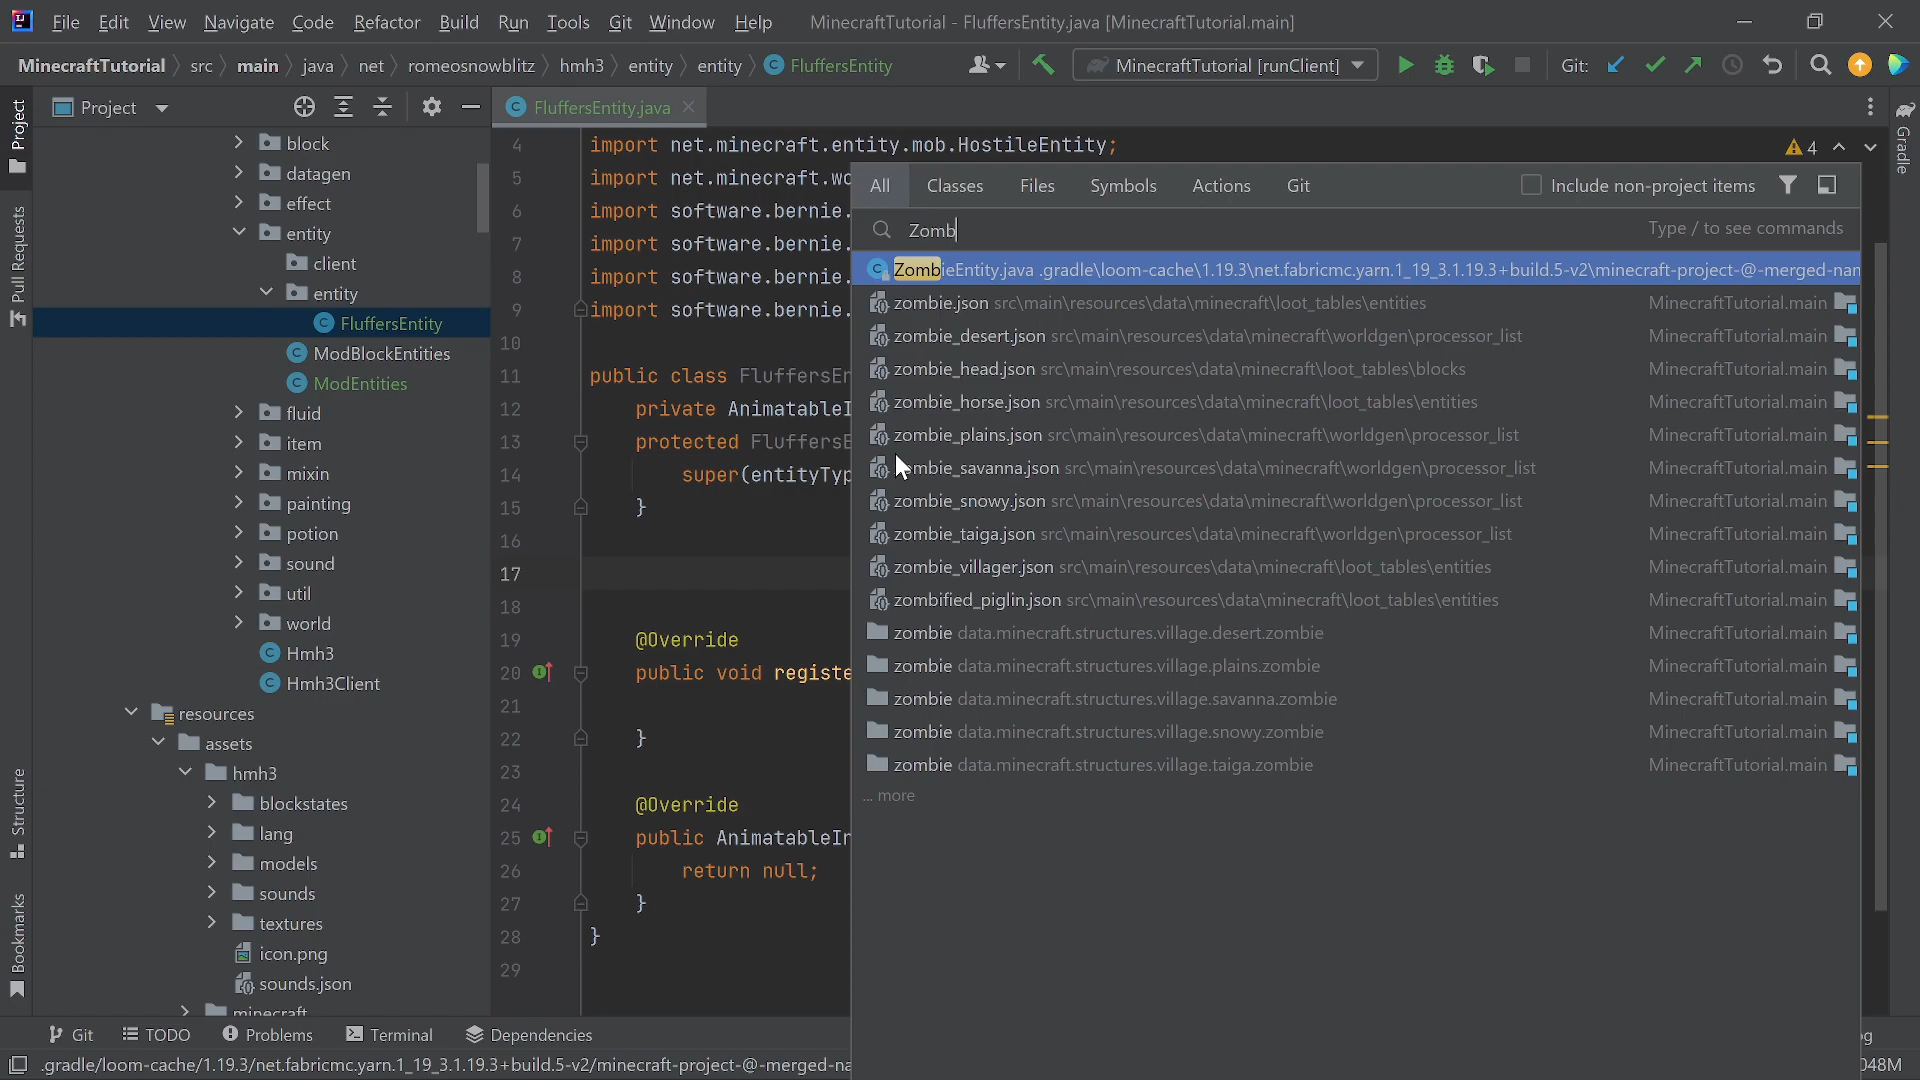 File Edit View Navigate Code Refactor Build Run Tools Git Window Help MinecraftTutorial - FluffersEntity.java [MinecraftTutorial.main]
MinecraftTutorial src main java net romeosnowblitz hmh3 entity entity FluffersEntity MinecraftTutorial [runClient] Git:
Project
FluffersEntity.java
Project
Pull Requests
Structure
Bookmarks
Gradle
block
datagen
effect
entity
client
entity
FluffersEntity
ModBlockEntities
ModEntities
fluid
item
mixin
painting
potion
sound
util
world
Hmh3
Hmh3Client
resources
assets
hmh3
blockstates
lang
models
sounds
textures
icon.png
sounds.json
minecraft
4 import net.minecraft.entity.mob.HostileEntity;
5 import net.minecraft.wo
6 import software.bernie.
7 import software.bernie.
8 import software.bernie.
9 import software.bernie.
10
11 public class FluffersEn
12 private AnimatableI
13 protected FluffersE
14 super(entityTyp
15 }
16
17
18
19 @Override
20 public void registe
21
22 }
23
24 @Override
25 public AnimatableIn
26 return null;
27 }
28 }
29
4
All Classes Files Symbols Actions Git Include non-project items
Zomb Type / to see commands
ZombieEntity.java .gradle\loom-cache\1.19.3\net.fabricmc.yarn.1_19_3.1.19.3+build.5-v2\minecraft-project-@-merged-nan
zombie.json src\main\resources\data\minecraft\loot_tables\entities MinecraftTutorial.main
zombie_desert.json src\main\resources\data\minecraft\worldgen\processor_list MinecraftTutorial.main
zombie_head.json src\main\resources\data\minecraft\loot_tables\blocks MinecraftTutorial.main
zombie_horse.json src\main\resources\data\minecraft\loot_tables\entities MinecraftTutorial.main
zombie_plains.json src\main\resources\data\minecraft\worldgen\processor_list MinecraftTutorial.main
ombie_savanna.json src\main\resources\data\minecraft\worldgen\processor_list MinecraftTutorial.main
zombie_snowy.json src\main\resources\data\minecraft\worldgen\processor_list MinecraftTutorial.main
zombie_taiga.json src\main\resources\data\minecraft\worldgen\processor_list MinecraftTutorial.main
zombie_villager.json src\main\resources\data\minecraft\loot_tables\entities MinecraftTutorial.main
zombified_piglin.json src\main\resources\data\minecraft\loot_tables\entities MinecraftTutorial.main
zombie data.minecraft.structures.village.desert.zombie MinecraftTutorial.main
zombie data.minecraft.structures.village.plains.zombie MinecraftTutorial.main
zombie data.minecraft.structures.village.savanna.zombie MinecraftTutorial.main
zombie data.minecraft.structures.village.snowy.zombie MinecraftTutorial.main
zombie data.minecraft.structures.village.taiga.zombie MinecraftTutorial.main
... more
Git TODO Problems Terminal Dependencies og
.gradle/loom-cache/1.19.3/net.fabricmc.yarn.1_19_3.1.19.3+build.5-v2/minecraft-project-@-merged-na 048M